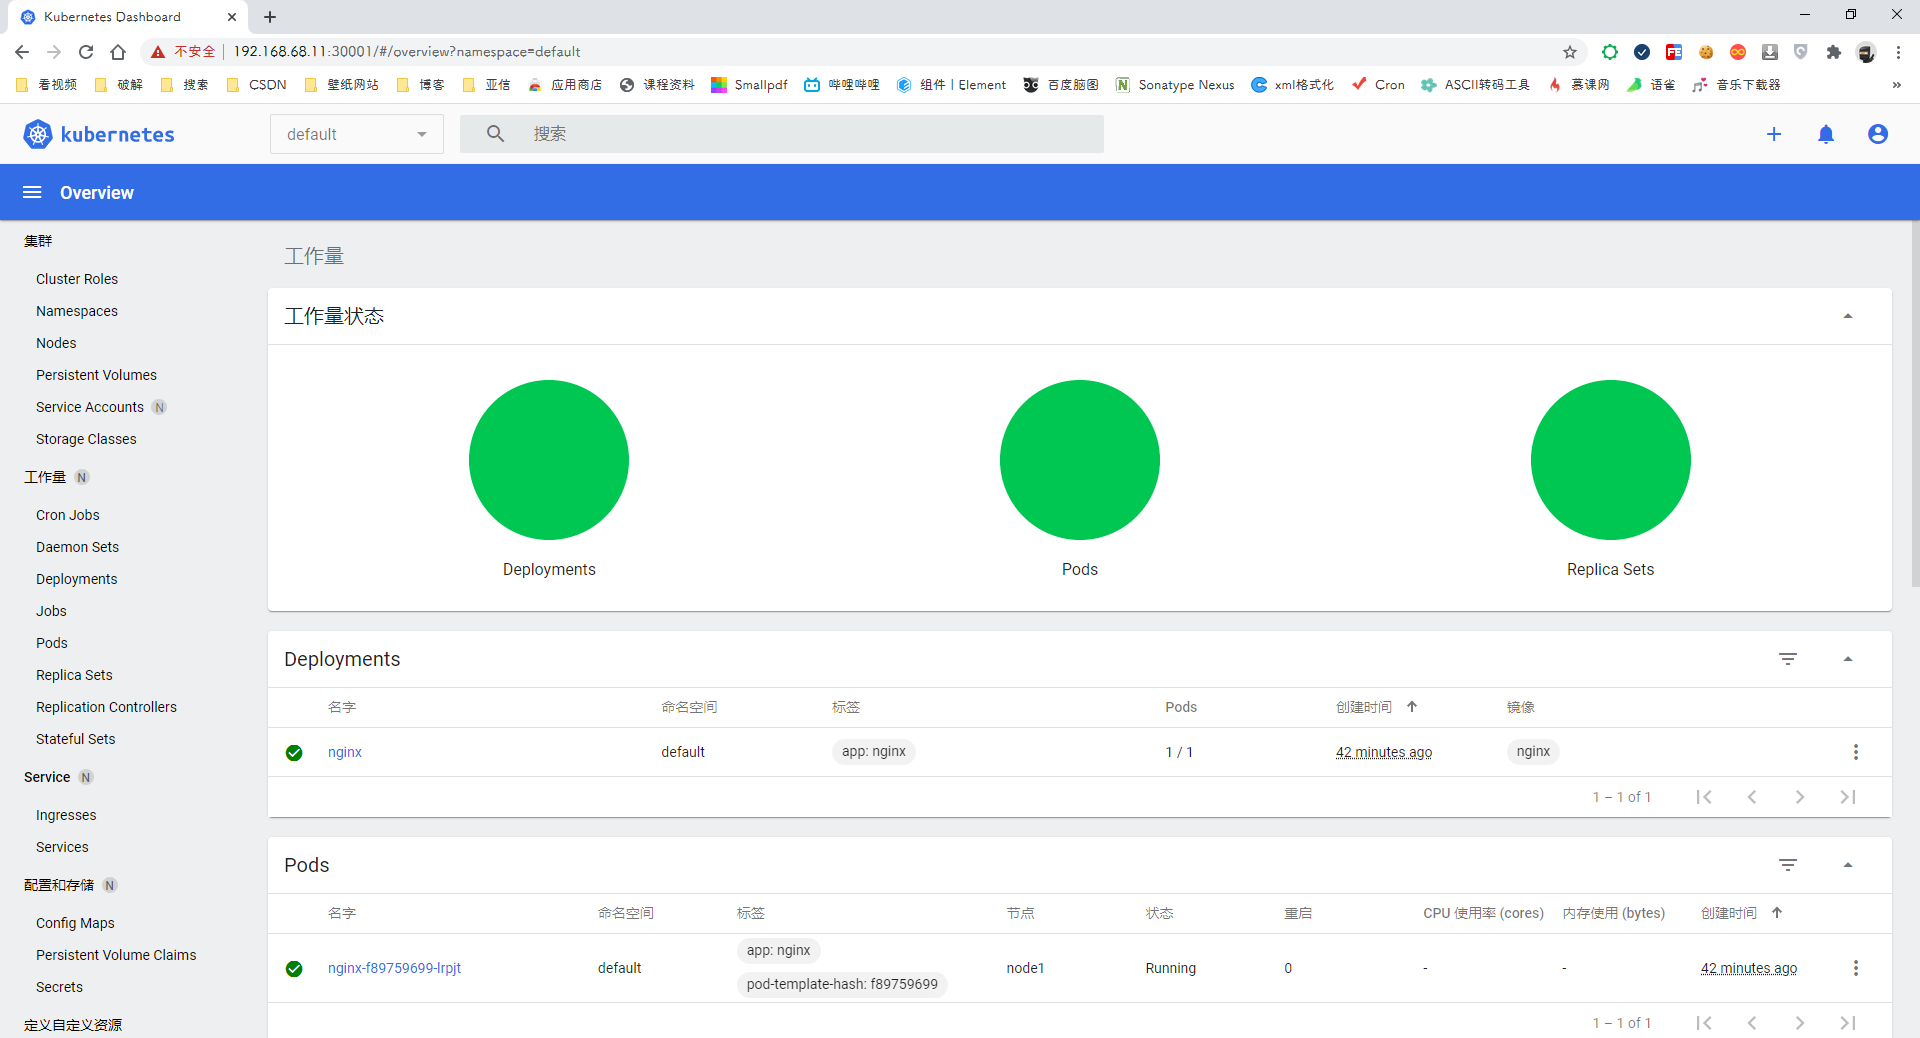 Kubernetes Dashboard
不安全 192.168.68.11:30001/#/overview?namespace=default
看视频 破解 搜索 CSDN 壁纸网站 博客 亚信 应用商店 课程资料 Smallpdf 哔哩哔哩 组件 | Element 百度脑图 Sonatype Nexus xml格式化 Cron ASCII转码工具 慕课网 语雀 音乐下载器 »
kubernetes default 搜索
Overview
集群
Cluster Roles
Namespaces
Nodes
Persistent Volumes
Service Accounts N
Storage Classes
工作量 N
Cron Jobs
Daemon Sets
Deployments
Jobs
Pods
Replica Sets
Replication Controllers
Stateful Sets
Service N
Ingresses
Services
配置和存储 N
Config Maps
Persistent Volume Claims
Secrets
定义自定义资源
工作量
工作量状态
Deployments Pods Replica Sets
Deployments
名字 命名空间 标签 Pods 创建时间 镜像
nginx default app: nginx 1 / 1 42 minutes ago nginx
1 – 1 of 1
Pods
名字 命名空间 标签 节点 状态 重启 CPU 使用率 (cores) 内存使用 (bytes) 创建时间
app: nginx
nginx-f89759699-lrpjt default node1 Running 0 - - 42 minutes ago
pod-template-hash: f89759699
1 – 1 of 1